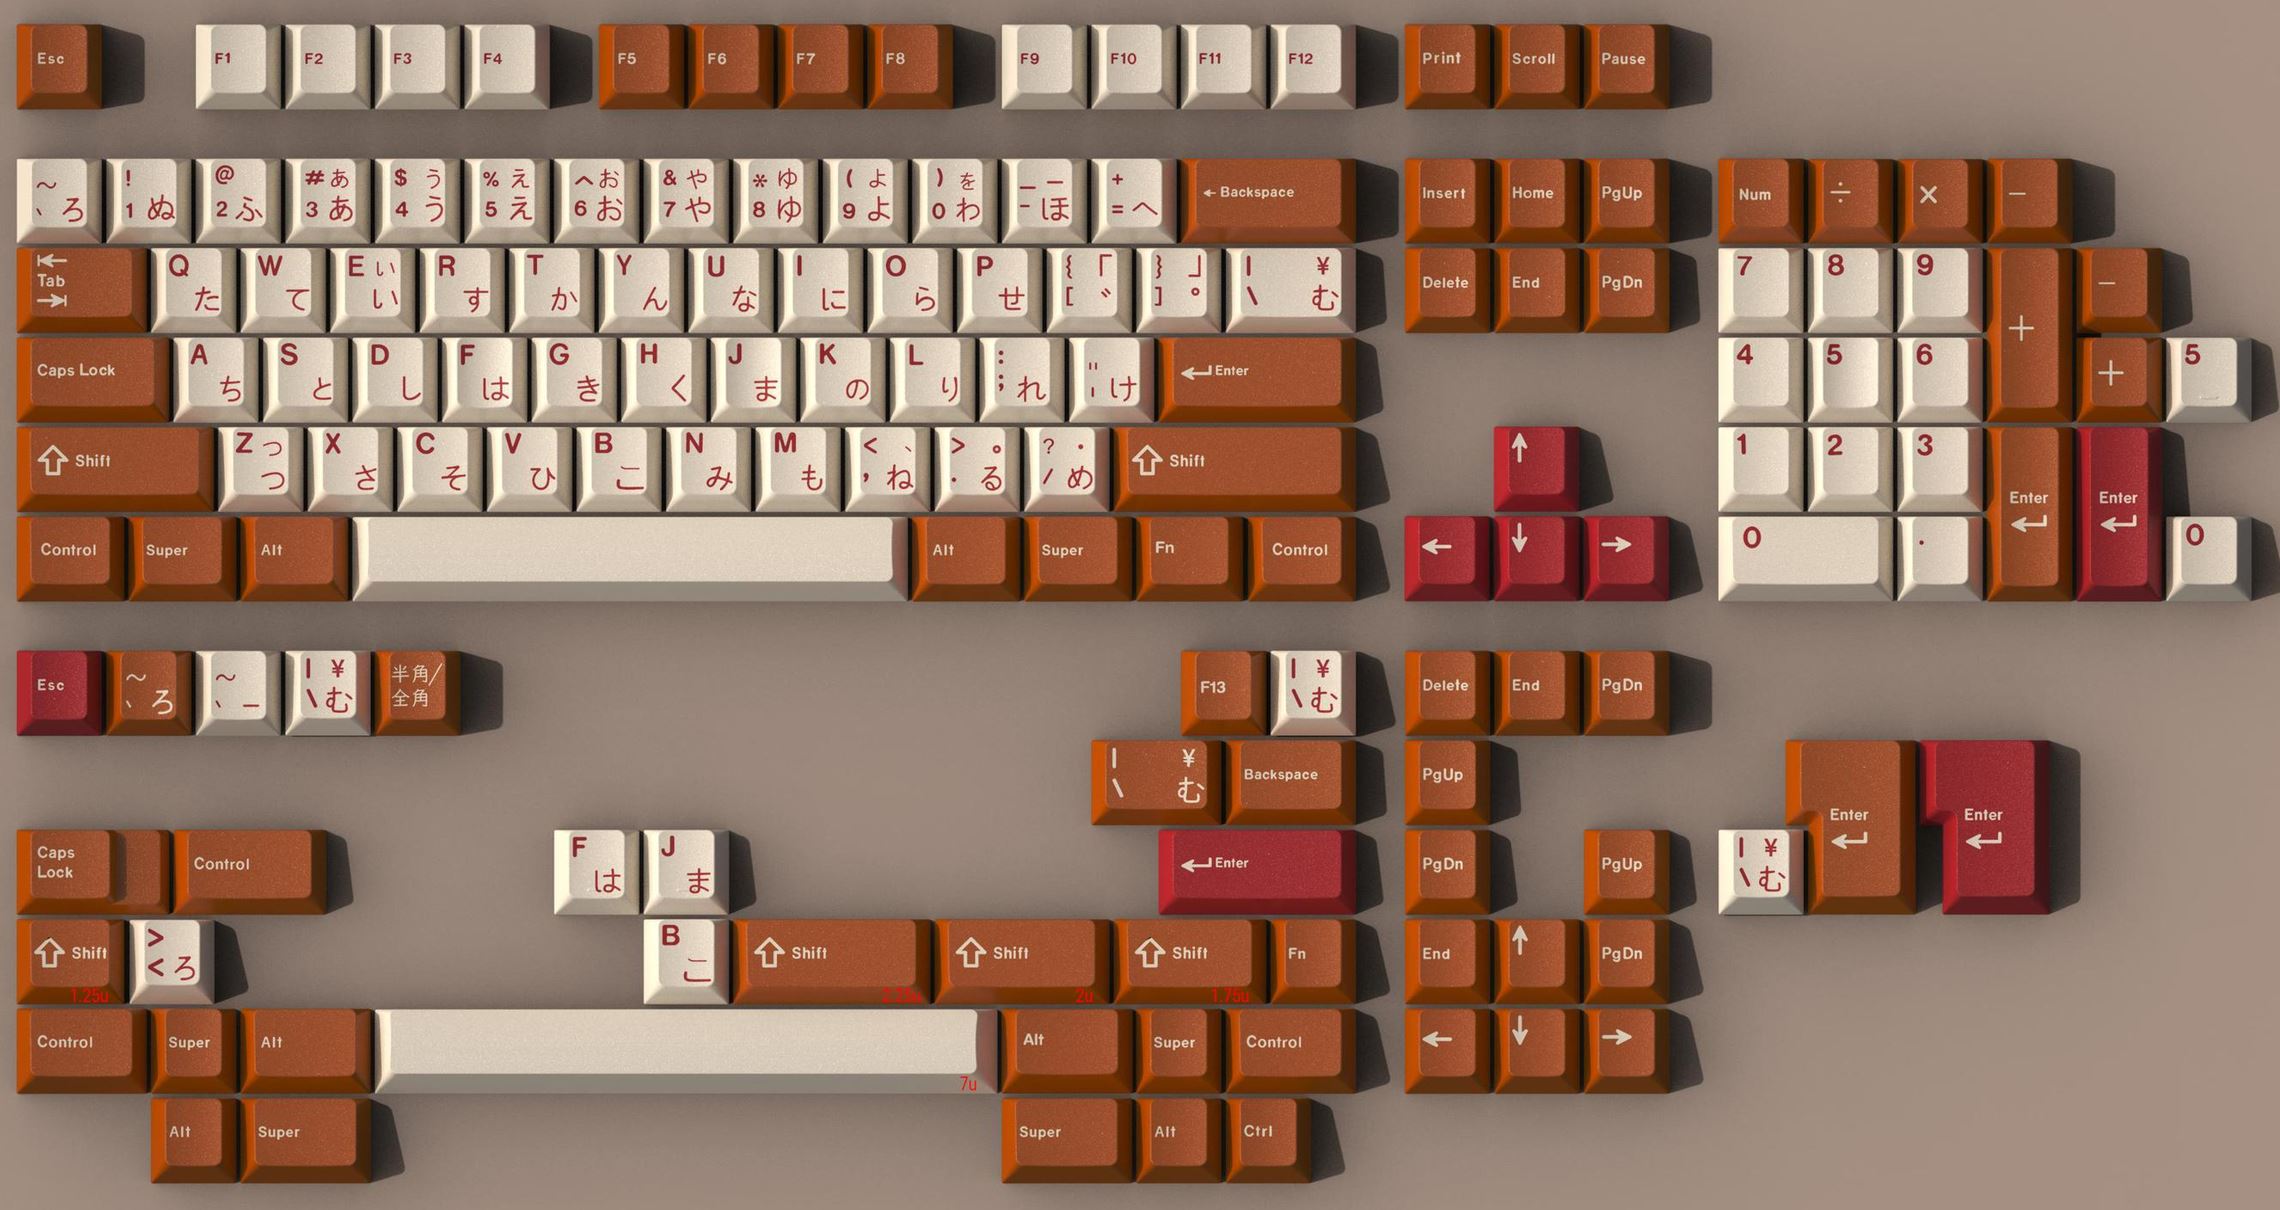 Esc F1 F2 F3 F4 F5 F6 F7 F8 F9 F10 F11 F12 Print Scroll Pause
~ ! @ # ぁ $ ぅ % ぇ ^ ぉ & ゃ * ゅ ( ょ ) を _ ー +
` ろ 1 ぬ 2 ふ 3 あ 4 う 5 え 6 お 7 や 8 ゆ 9 よ 0 わ - ほ = へ ← Backspace Insert Home PgUp Num ÷ × −
Q W E ぃ R T Y U I O P { 「 } 」 | ¥ 7 8 9
⇤ Tab ⇥ た て い す か ん な に ら せ [ ゛ ] ゜ \ む Delete End PgDn + −
A S D F G H J K L : " 4 5 6
Caps Lock ち と し は き く ま の り ; れ ' け ↵ Enter + 5
Z っ X C V B N M < 、 > 。 ? ・ ↑ 1 2 3
⇧ Shift つ さ そ ひ こ み も , ね . る / め ⇧ Shift Enter ↵ Enter ↵
Control Super Alt Alt Super Fn Control ← ↓ → 0 . 0
Esc ~ ~ | ¥ 半角/ | ¥
` ろ ` _ \ む 全角 F13 \ む Delete End PgDn
| ¥
\ む Backspace PgUp
Caps
Lock Control F は J ま ↵ Enter PgDn PgUp | ¥ Enter ↵ Enter ↵
\ む
⇧ Shift > B ⇧ Shift ⇧ Shift ⇧ Shift Fn End ↑ PgDn
< ろ こ
1.25u 2.25u 2u 1.75u
Control Super Alt Alt Super Control ← ↓ →
7u
Alt Super Super Alt Ctrl